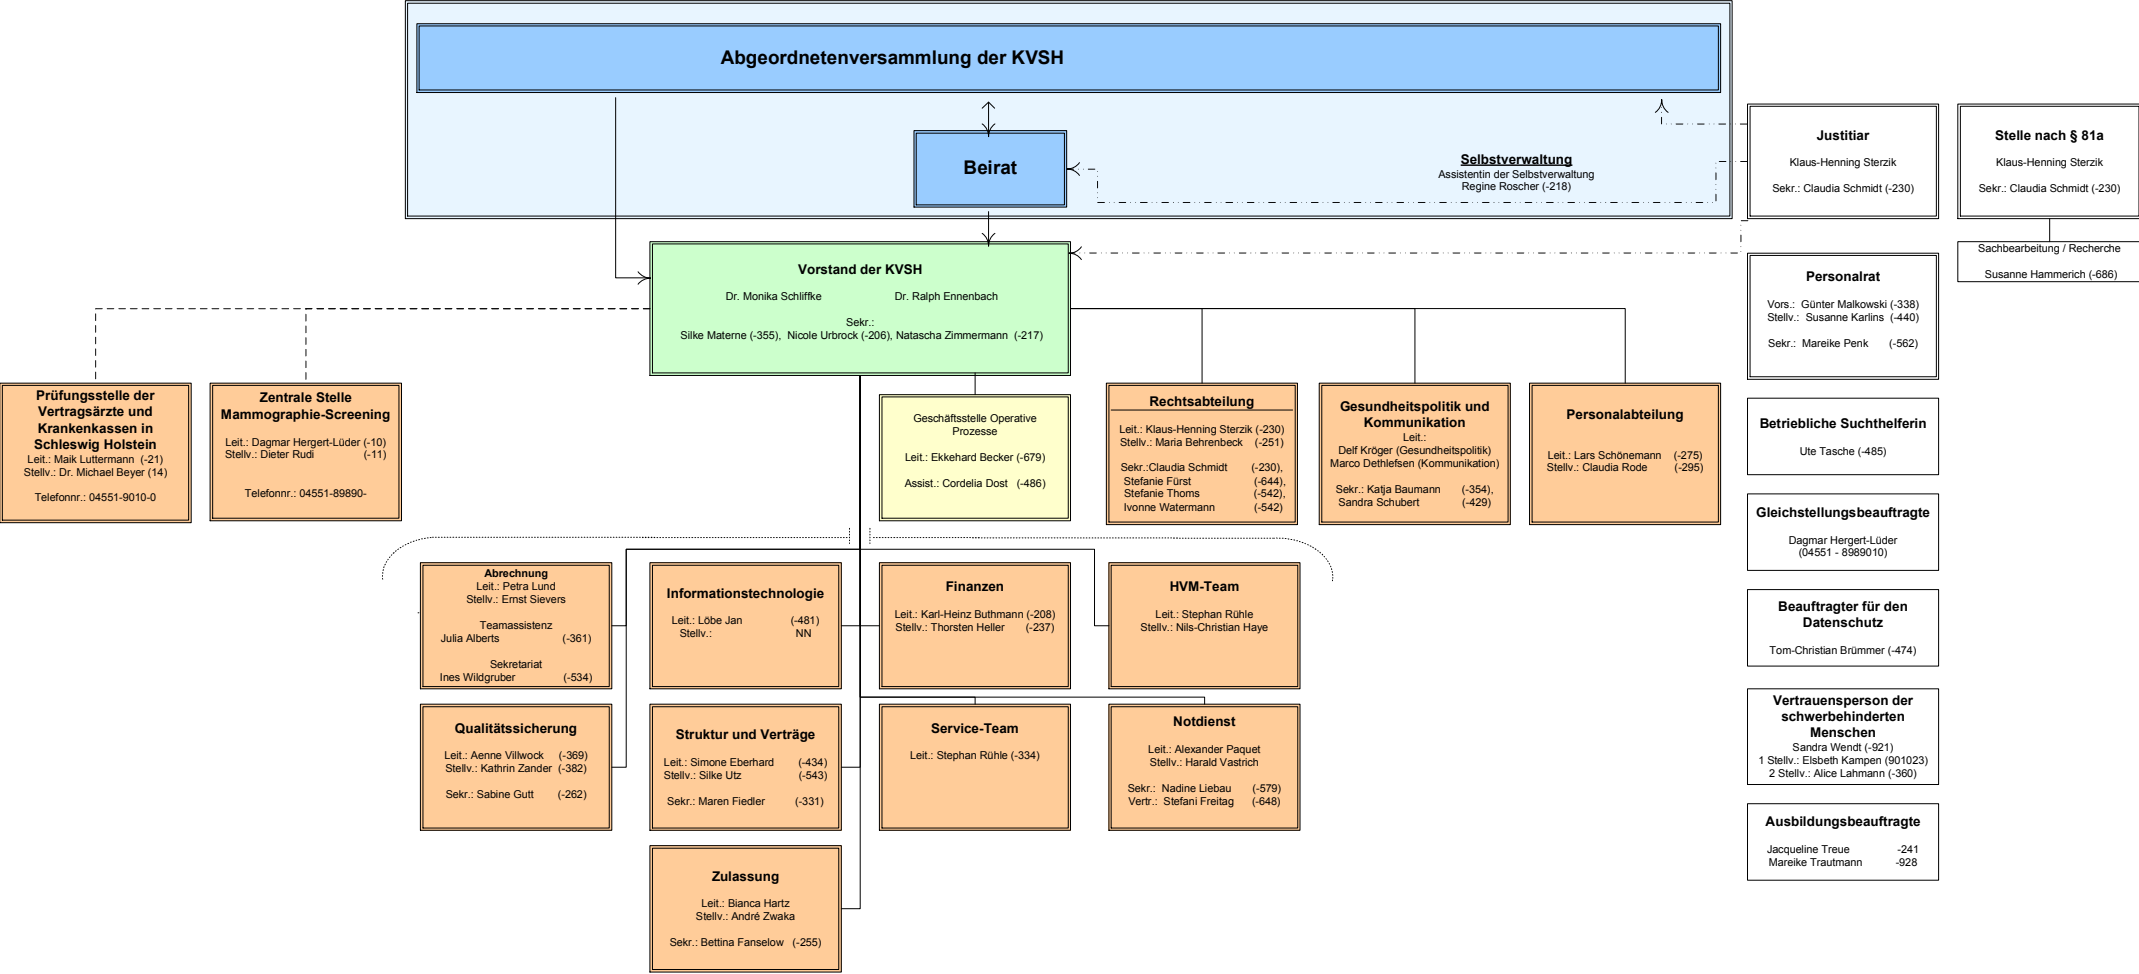 Abgeordnetenversammlung der KVSH
Beirat
Selbstverwaltung
Assistentin der Selbstverwaltung
Regine Roscher (-218)
Justitiar
Klaus-Henning Sterzik
Sekr.: Claudia Schmidt (-230)
Stelle nach § 81a
Klaus-Henning Sterzik
Sekr.: Claudia Schmidt (-230)
Sachbearbeitung / Recherche
Susanne Hammerich (-686)
Vorstand der KVSH
Dr. Monika Schliffke Dr. Ralph Ennenbach
Sekr.:
Silke Materne (-355), Nicole Urbrock (-206), Natascha Zimmermann (-217)
Personalrat
Vors.: Günter Malkowski (-338)
Stellv.: Susanne Karlins (-440)
Sekr.: Mareike Penk (-562)
Prüfungsstelle der
Vertragsärzte und
Krankenkassen in
Schleswig Holstein
Leit.: Maik Luttermann (-21)
Stellv.: Dr. Michael Beyer (14)
Telefonnr.: 04551-9010-0
Zentrale Stelle
Mammographie-Screening
Leit.: Dagmar Hergert-Lüder (-10)
Stellv.: Dieter Rudi (-11)
Telefonnr.: 04551-89890-
Geschäftsstelle Operative
Prozesse
Leit.: Ekkehard Becker (-679)
Assist.: Cordelia Dost (-486)
Rechtsabteilung
Leit.: Klaus-Henning Sterzik (-230)
Stellv.: Maria Behrenbeck (-251)
Sekr.:Claudia Schmidt (-230),
Stefanie Fürst (-644),
Stefanie Thoms (-542),
Ivonne Watermann (-542)
Gesundheitspolitik und
Kommunikation
Leit.:
Delf Kröger (Gesundheitspolitik)
Marco Dethlefsen (Kommunikation)
Sekr.: Katja Baumann (-354),
Sandra Schubert (-429)
Personalabteilung
Leit.: Lars Schönemann (-275)
Stellv.: Claudia Rode (-295)
Betriebliche Suchthelferin
Ute Tasche (-485)
Gleichstellungsbeauftragte
Dagmar Hergert-Lüder
(04551 - 8989010)
Beauftragter für den
Datenschutz
Tom-Christian Brümmer (-474)
Vertrauensperson der
schwerbehinderten
Menschen
Sandra Wendt (-921)
1 Stellv.: Elsbeth Kampen (901023)
2 Stellv.: Alice Lahmann (-360)
Ausbildungsbeauftragte
Jacqueline Treue -241
Mareike Trautmann -928
Abrechnung
Leit.: Petra Lund
Stellv.: Ernst Sievers
Teamassistenz
Julia Alberts (-361)
Sekretariat
Ines Wildgruber (-534)
Informationstechnologie
Leit.: Löbe Jan (-481)
Stellv.: NN
Finanzen
Leit.: Karl-Heinz Buthmann (-208)
Stellv.: Thorsten Heller (-237)
HVM-Team
Leit.: Stephan Rühle
Stellv.: Nils-Christian Haye
Qualitätssicherung
Leit.: Aenne Villwock (-369)
Stellv.: Kathrin Zander (-382)
Sekr.: Sabine Gutt (-262)
Struktur und Verträge
Leit.: Simone Eberhard (-434)
Stellv.: Silke Utz (-543)
Sekr.: Maren Fiedler (-331)
Service-Team
Leit.: Stephan Rühle (-334)
Notdienst
Leit.: Alexander Paquet
Stellv.: Harald Vastrich
Sekr.: Nadine Liebau (-579)
Vertr.: Stefani Freitag (-648)
Zulassung
Leit.: Bianca Hartz
Stellv.: André Zwaka
Sekr.: Bettina Fanselow (-255)